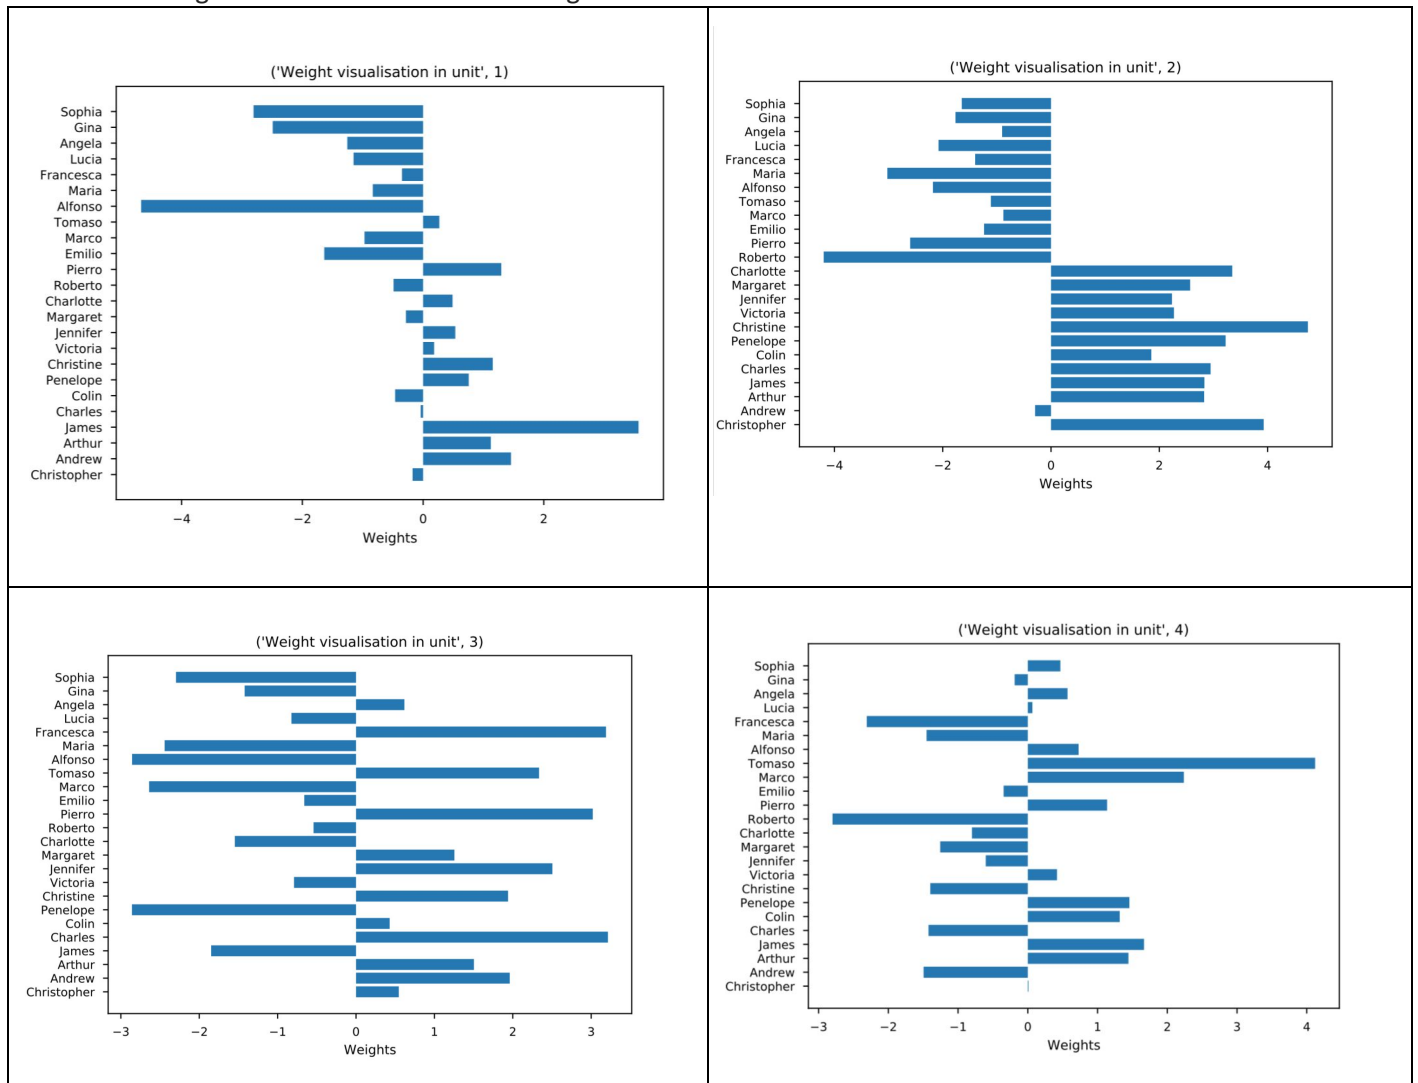 ('Weight visualisation in unit', 1)
Sophia
Gina
Angela
Lucia
Francesca
Maria
Alfonso
Tomaso
Marco
Emilio
Pierro
Roberto
Charlotte
Margaret
Jennifer
Victoria
Christine
Penelope
Colin
Charles
James
Arthur
Andrew
Christopher
−4 −2 0 2
Weights
('Weight visualisation in unit', 2)
Sophia
Gina
Angela
Lucia
Francesca
Maria
Alfonso
Tomaso
Marco
Emilio
Pierro
Roberto
Charlotte
Margaret
Jennifer
Victoria
Christine
Penelope
Colin
Charles
James
Arthur
Andrew
Christopher
−4 −2 0 2 4
Weights
('Weight visualisation in unit', 3)
Sophia
Gina
Angela
Lucia
Francesca
Maria
Alfonso
Tomaso
Marco
Emilio
Pierro
Roberto
Charlotte
Margaret
Jennifer
Victoria
Christine
Penelope
Colin
Charles
James
Arthur
Andrew
Christopher
−3 −2 −1 0 1 2 3
Weights
('Weight visualisation in unit', 4)
Sophia
Gina
Angela
Lucia
Francesca
Maria
Alfonso
Tomaso
Marco
Emilio
Pierro
Roberto
Charlotte
Margaret
Jennifer
Victoria
Christine
Penelope
Colin
Charles
James
Arthur
Andrew
Christopher
−3 −2 −1 0 1 2 3 4
Weights